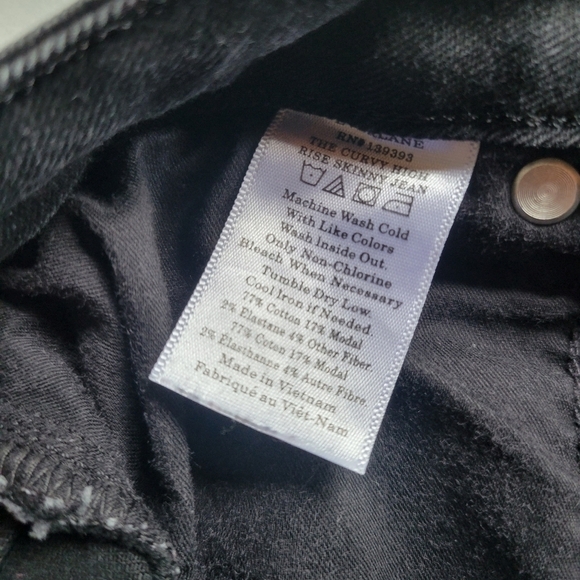 RN# 139393
THE CURVY HIGH
RISE SKINNY JEAN
Machine Wash Cold
With Like Colors
Wash Inside Out.
Only Non-Chlorine
Bleach When Necessary
Tumble Dry Low.
Cool Iron if Needed.
77% Cotton 17% Modal
2% Elastane 4% Other Fiber.
77% Coton 17% Modal
2% Élasthanne 4% Autre Fibre.
Made in Vietnam
Fabriqué au Viêt-Nam